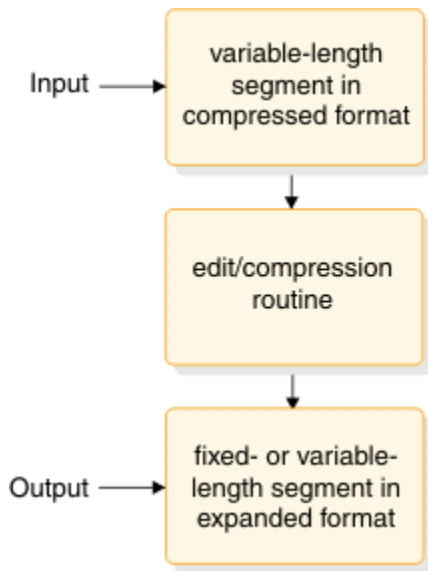 Input
variable-length
segment in
compressed format
edit/compression
routine
Output
fixed- or variable-
length segment in
expanded format